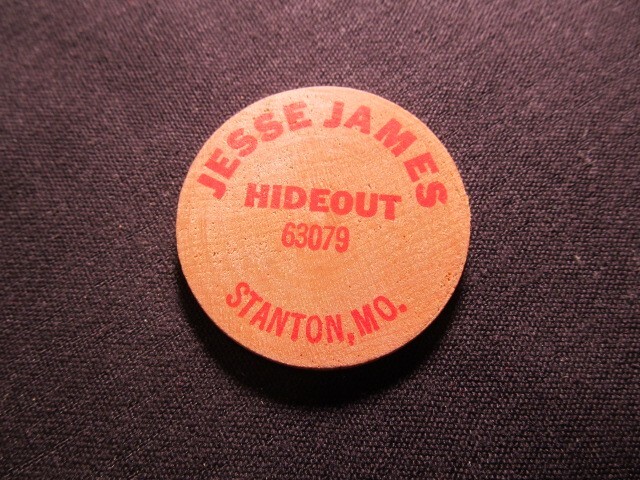 JESSE JAMES
HIDEOUT
63079
STANTON, MO.